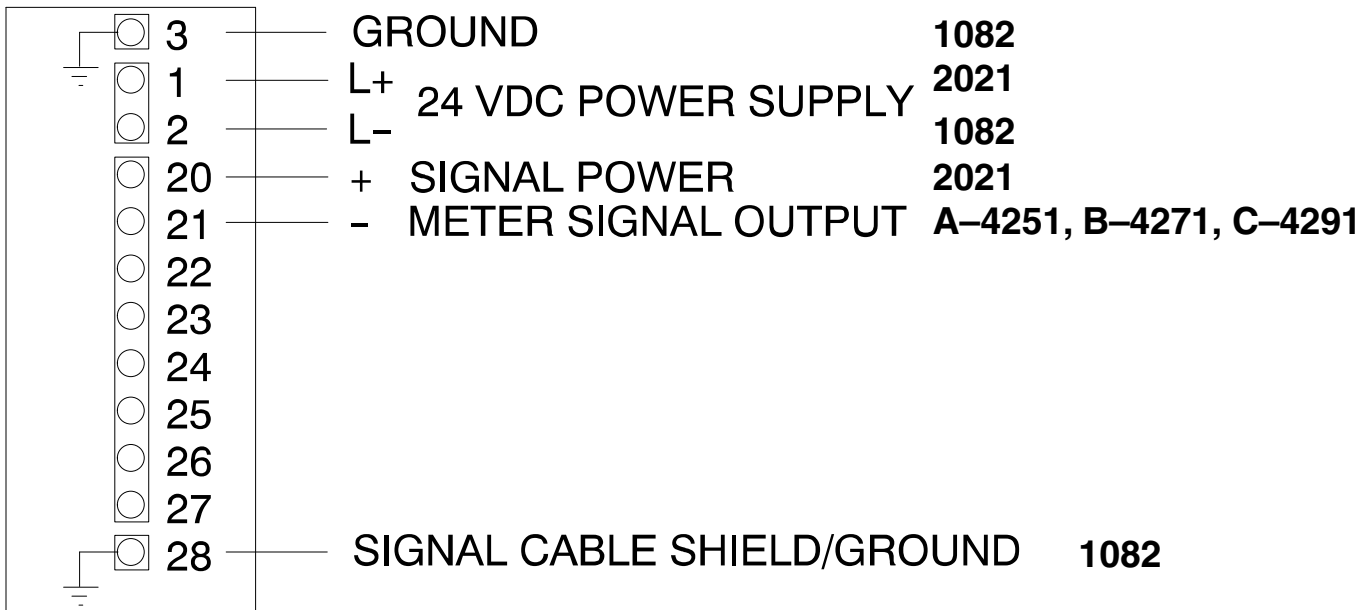 3 GROUND 1082
1 L+ 2021
24 VDC POWER SUPPLY
2 L– 1082
20 + SIGNAL POWER 2021
21 – METER SIGNAL OUTPUT A–4251, B–4271, C–4291
22
23
24
25
26
27
28 SIGNAL CABLE SHIELD/GROUND 1082